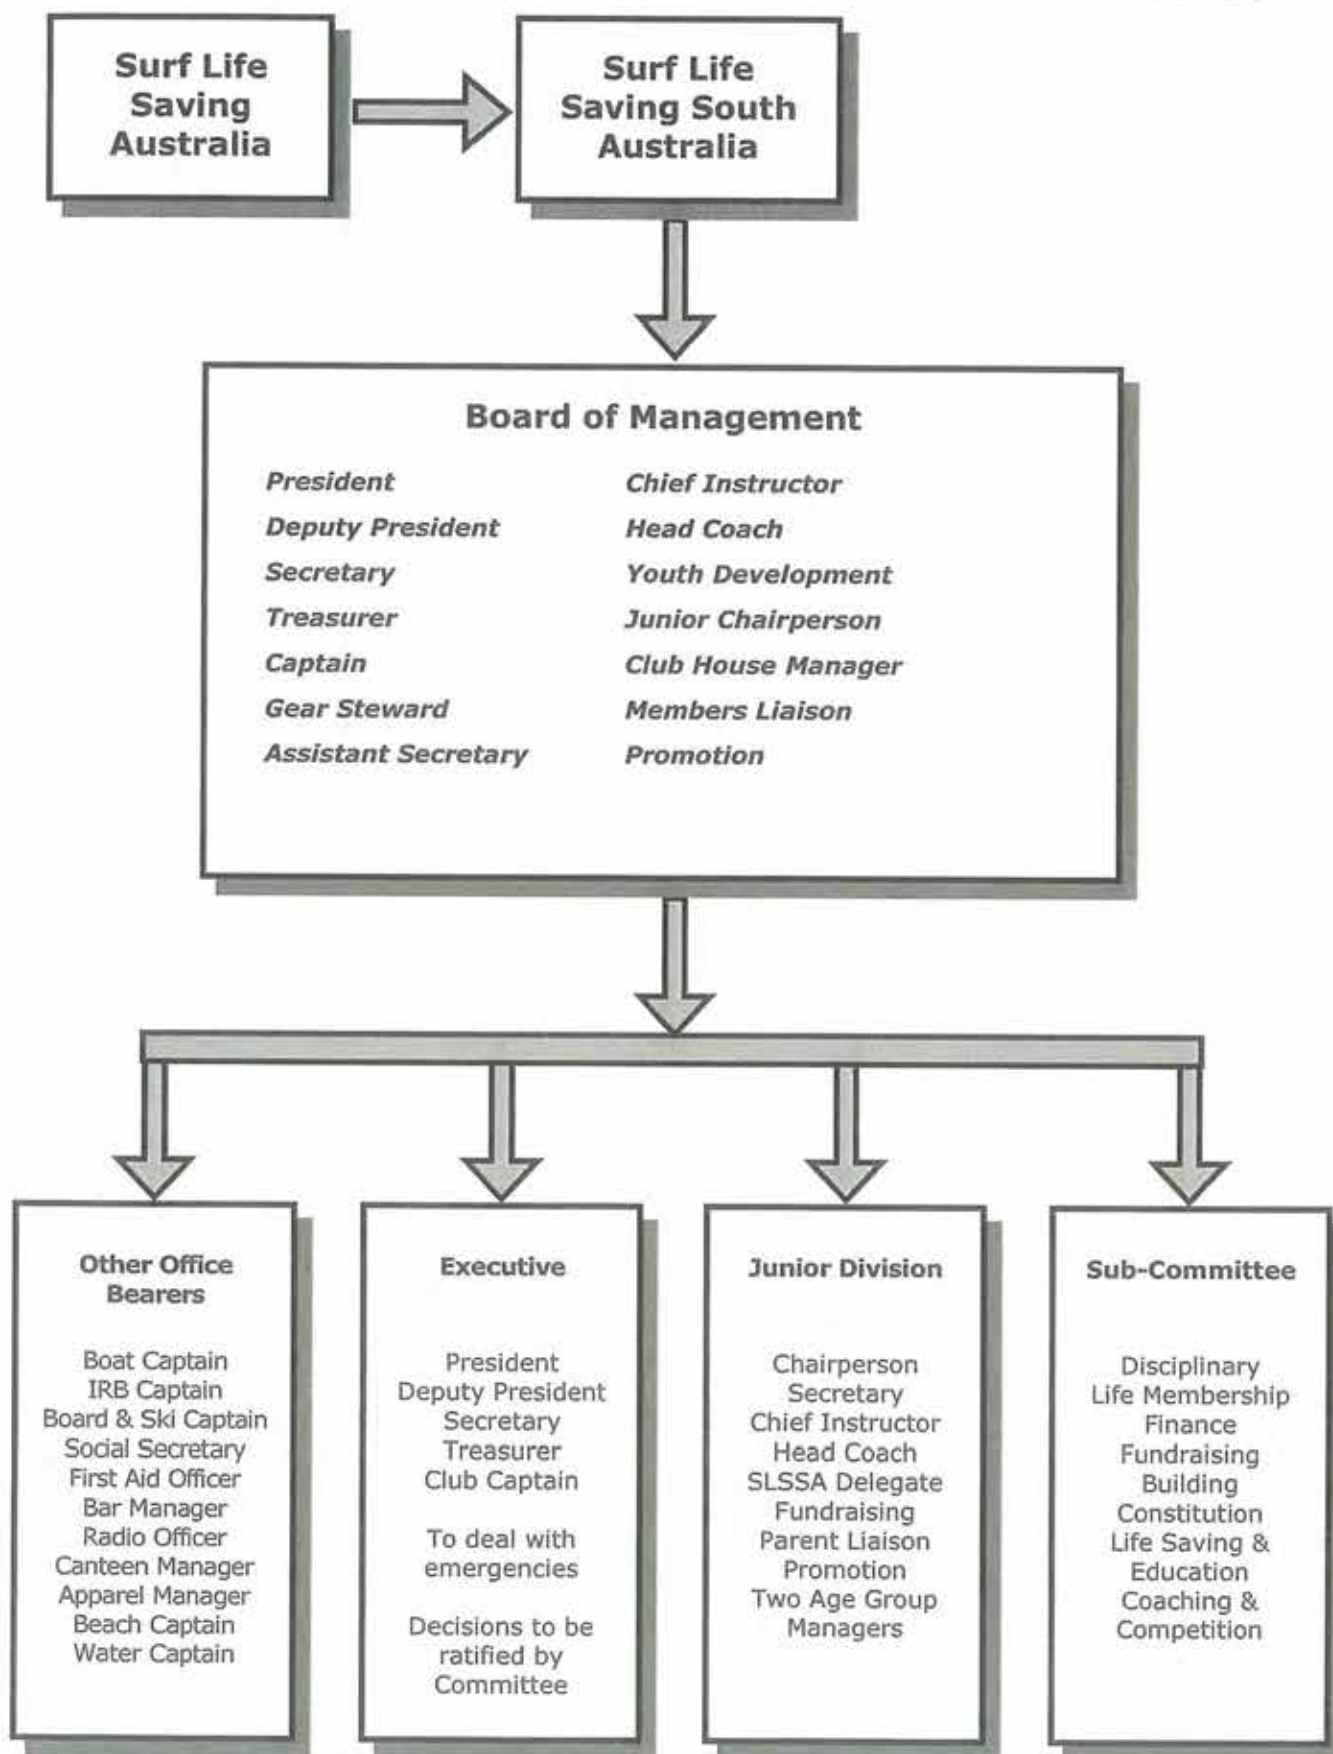 Surf Life
Saving
Australia
Surf Life
Saving South
Australia
Board of Management
President
Deputy President
Secretary
Treasurer
Captain
Gear Steward
Assistant Secretary
Chief Instructor
Head Coach
Youth Development
Junior Chairperson
Club House Manager
Members Liaison
Promotion
Other Office
Bearers
Boat Captain
IRB Captain
Board & Ski Captain
Social Secretary
First Aid Officer
Bar Manager
Radio Officer
Canteen Manager
Apparel Manager
Beach Captain
Water Captain
Executive
President
Deputy President
Secretary
Treasurer
Club Captain
To deal with
emergencies
Decisions to be
ratified by
Committee
Junior Division
Chairperson
Secretary
Chief Instructor
Head Coach
SLSSA Delegate
Fundraising
Parent Liaison
Promotion
Two Age Group
Managers
Sub-Committee
Disciplinary
Life Membership
Finance
Fundraising
Building
Constitution
Life Saving &
Education
Coaching &
Competition